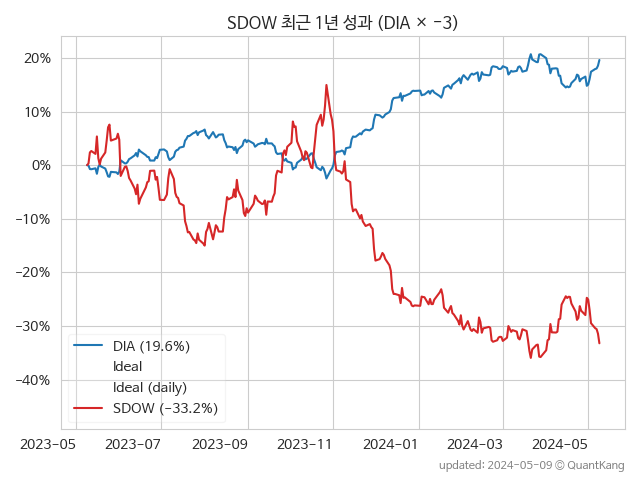 SDOW 최근 1년 성과 (DIA × −3)
20%
10%
0%
−10%
−20%
−30%
−40%
DIA (19.6%)
Ideal
Ideal (daily)
SDOW (−33.2%)
2023-05 2023-07 2023-09 2023-11 2024-01 2024-03 2024-05
updated: 2024-05-09 © QuantKang